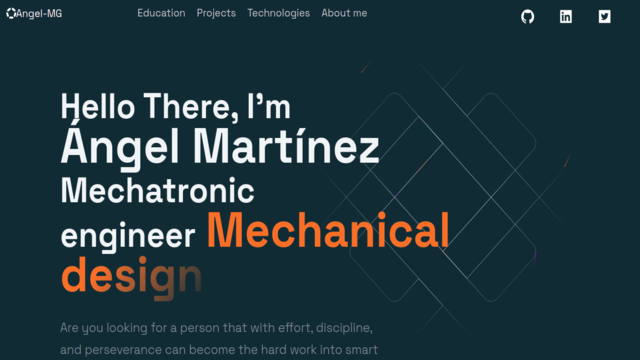 Angel-MG
Education Projects Technologies About me
Hello There, I'm
Ángel Martínez
Mechatronic
engineer Mechanical
design
Are you looking for a person that with effort, discipline,
and perseverance can become the hard work into smart